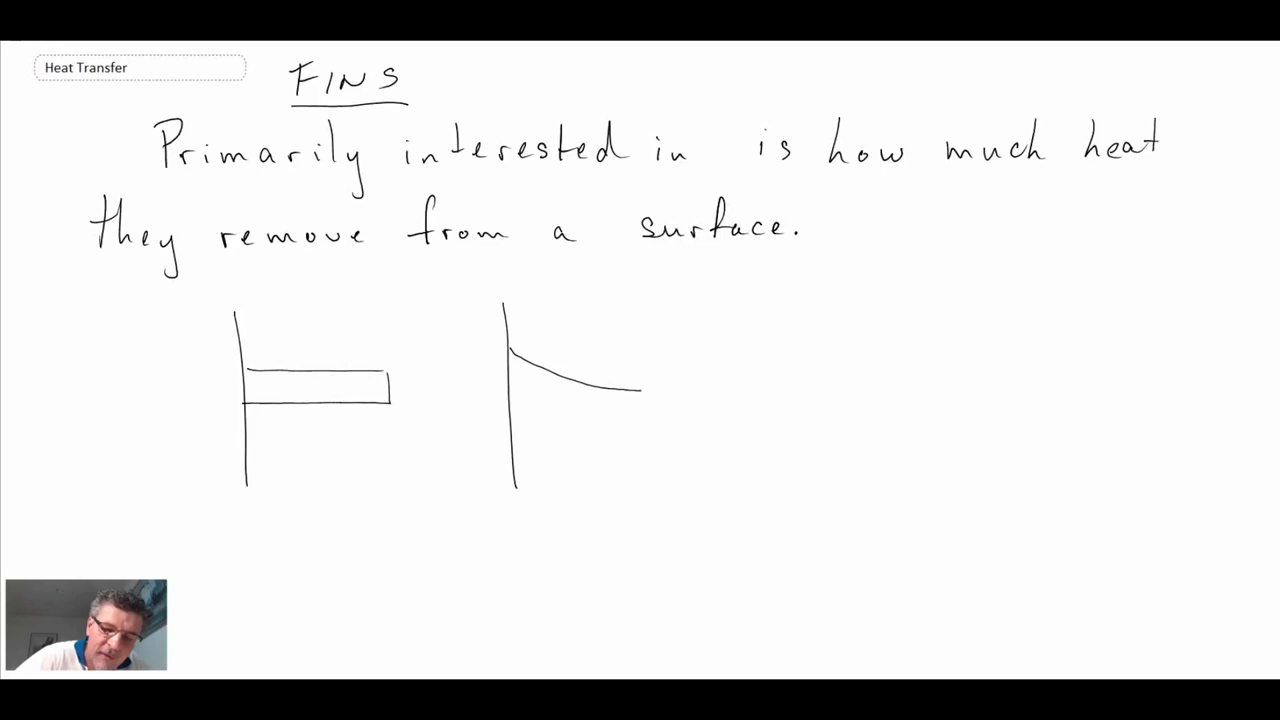 Heat Transfer
FINS
Primarily interested in is how much heat
they remove from a surface.